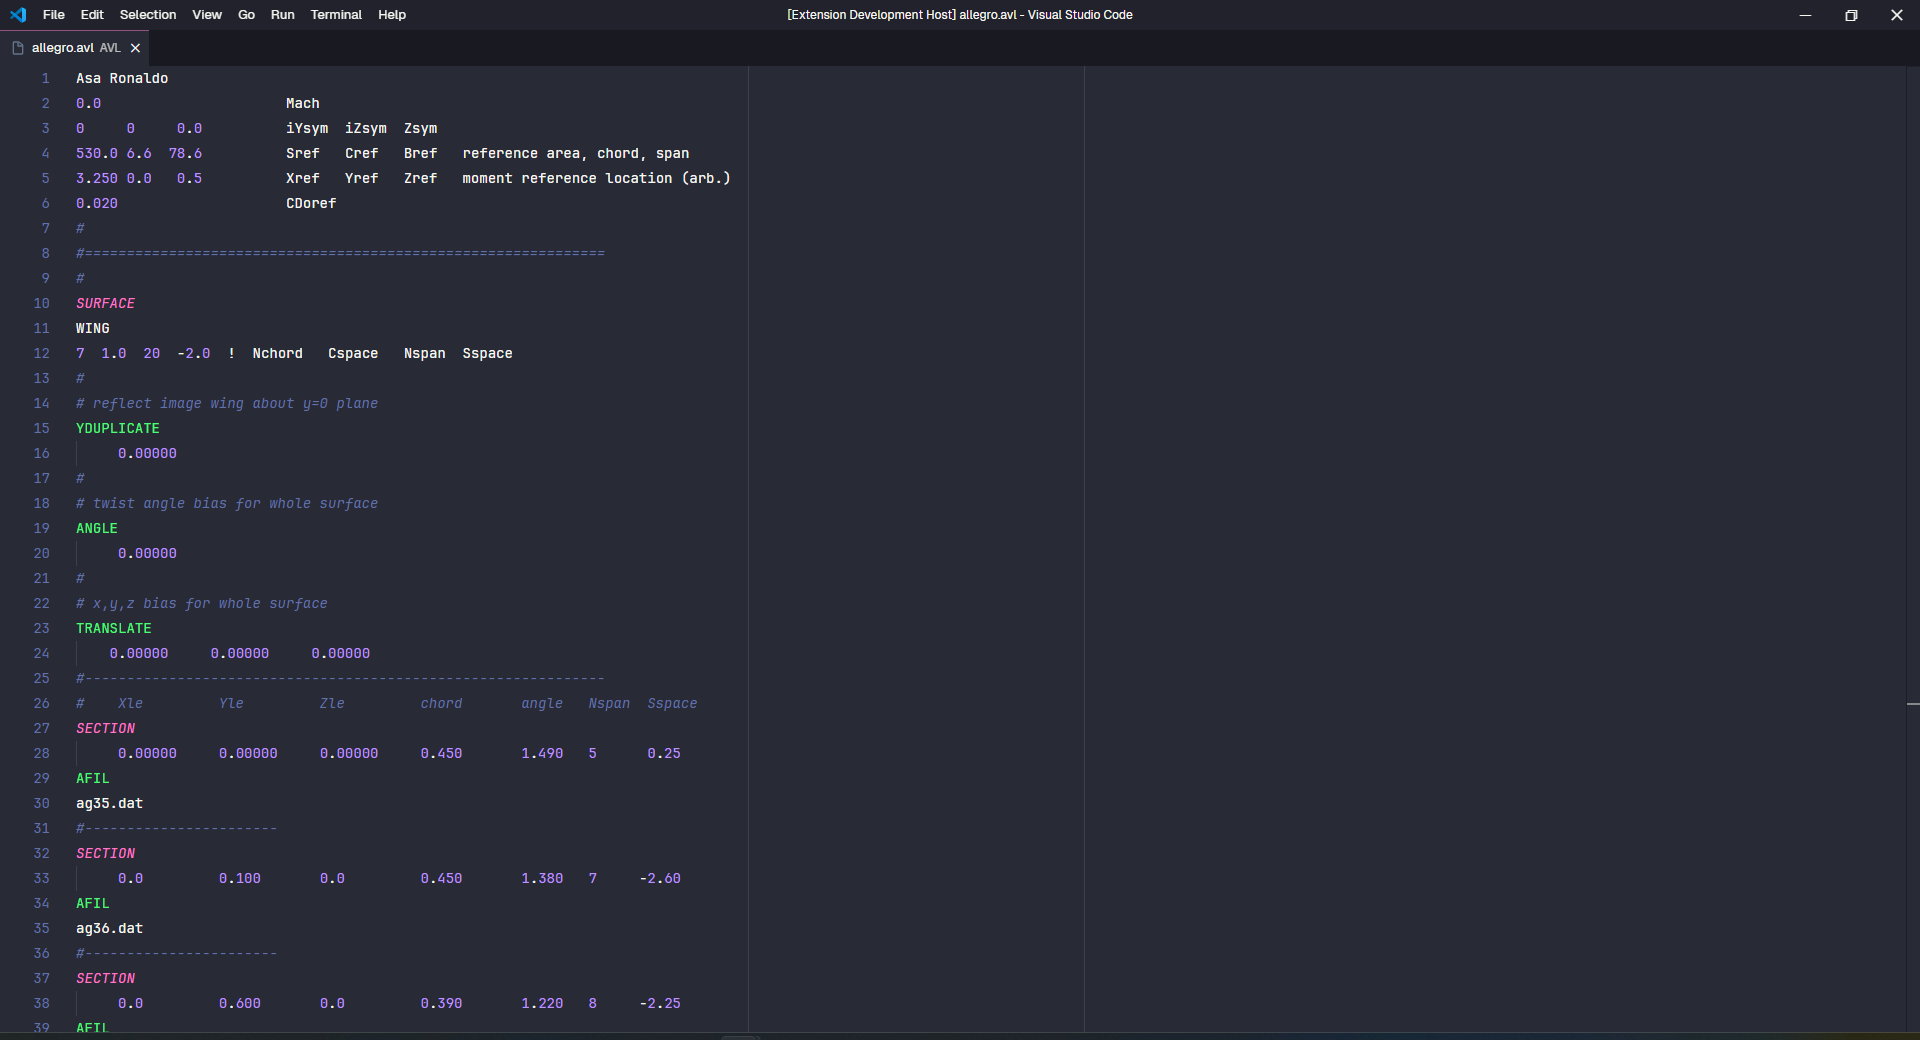 File Edit Selection View Go Run Terminal Help [Extension Development Host] allegro.avl - Visual Studio Code
allegro.avl AVL
1 Asa Ronaldo
2 0.0 Mach
3 0 0 0.0 iYsym iZsym Zsym
4 530.0 6.6 78.6 Sref Cref Bref reference area, chord, span
5 3.250 0.0 0.5 Xref Yref Zref moment reference location (arb.)
6 0.020 CDoref
7 #
8 #==============================================================
9 #
10 SURFACE
11 WING
12 7 1.0 20 -2.0 ! Nchord Cspace Nspan Sspace
13 #
14 # reflect image wing about y=0 plane
15 YDUPLICATE
16 0.00000
17 #
18 # twist angle bias for whole surface
19 ANGLE
20 0.00000
21 #
22 # x,y,z bias for whole surface
23 TRANSLATE
24 0.00000 0.00000 0.00000
25 #--------------------------------------------------------------
26 # Xle Yle Zle chord angle Nspan Sspace
27 SECTION
28 0.00000 0.00000 0.00000 0.450 1.490 5 0.25
29 AFIL
30 ag35.dat
31 #-----------------------
32 SECTION
33 0.0 0.100 0.0 0.450 1.380 7 -2.60
34 AFIL
35 ag36.dat
36 #-----------------------
37 SECTION
38 0.0 0.600 0.0 0.390 1.220 8 -2.25
39 AFIL